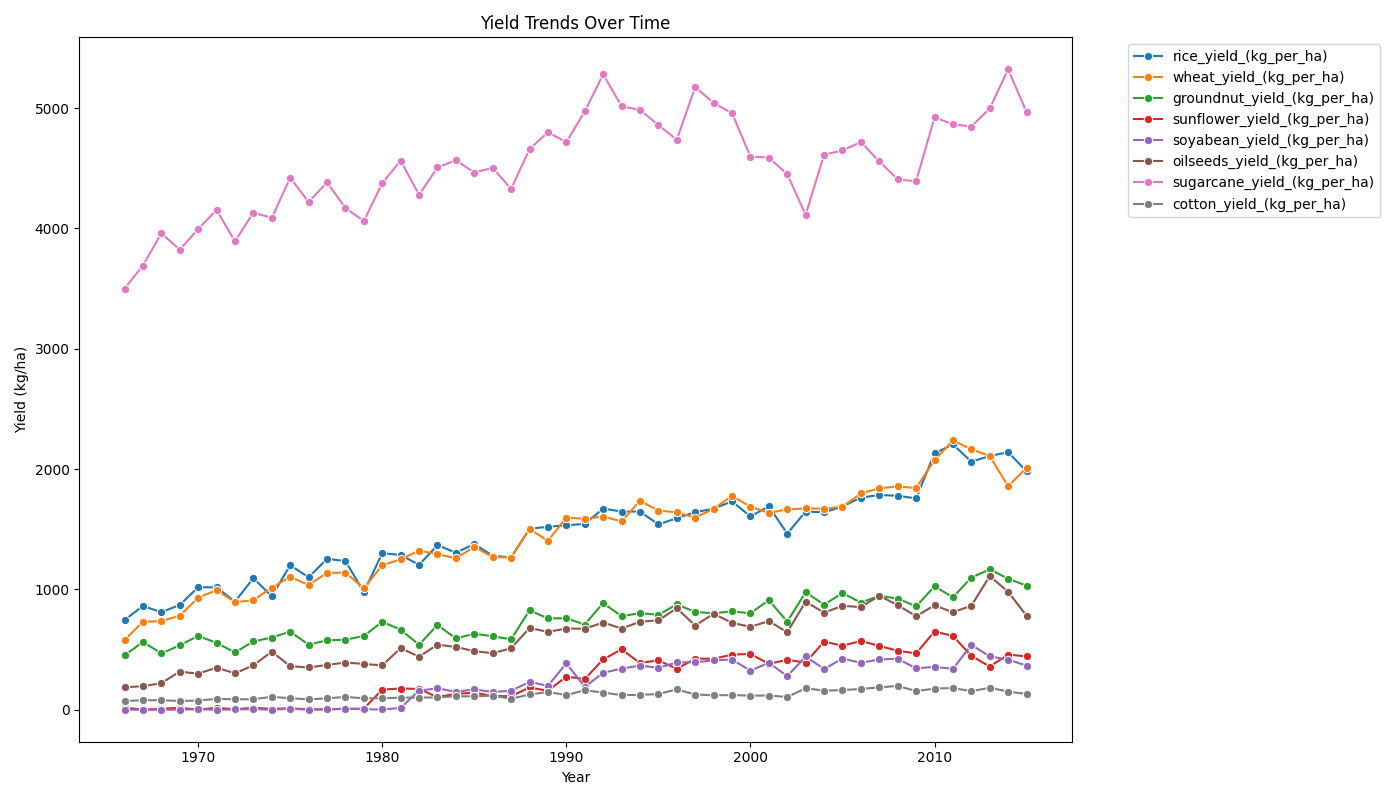 Yield Trends Over Time
rice_yield_(kg_per_ha)
wheat_yield_(kg_per_ha)
groundnut_yield_(kg_per_ha)
sunflower_yield_(kg_per_ha)
soyabean_yield_(kg_per_ha)
oilseeds_yield_(kg_per_ha)
sugarcane_yield_(kg_per_ha)
cotton_yield_(kg_per_ha)
Yield (kg/ha)
5000
4000
3000
2000
1000
0
1970 1980 1990 2000 2010
Year